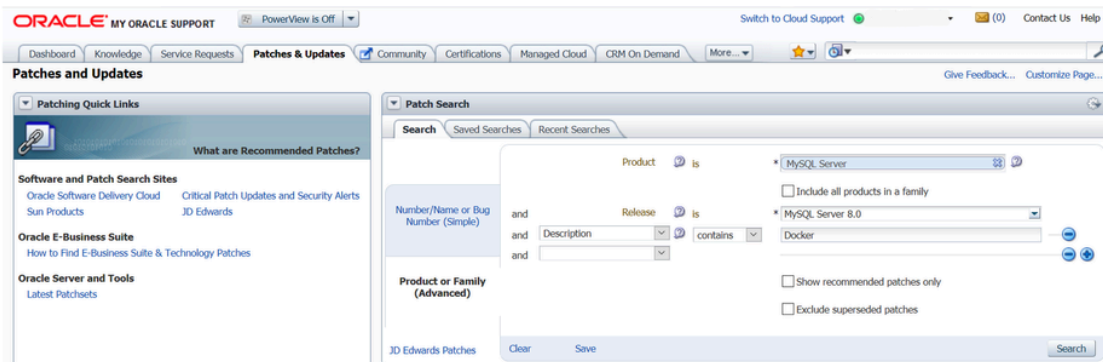 ORACLE MY ORACLE SUPPORT
PowerView is Off
Switch to Cloud Support
(0)
Contact Us
Help
Dashboard
Knowledge
Service Requests
Patches & Updates
Community
Certifications
Managed Cloud
CRM On Demand
More...
Patches and Updates
Give Feedback...
Customize Page...
Patching Quick Links
What are Recommended Patches?
Software and Patch Search Sites
Oracle Software Delivery Cloud
Critical Patch Updates and Security Alerts
Sun Products
JD Edwards
Oracle E-Business Suite
How to Find E-Business Suite & Technology Patches
Oracle Server and Tools
Latest Patchsets
Patch Search
Search
Saved Searches
Recent Searches
Number/Name or Bug
Number (Simple)
Product or Family
(Advanced)
JD Edwards Patches
Product ? is * MySQL Server ?
Include all products in a family
and Release ? is * MySQL Server 8.0
and Description ? contains Docker
and
Show recommended patches only
Exclude superseded patches
Clear
Save
Search